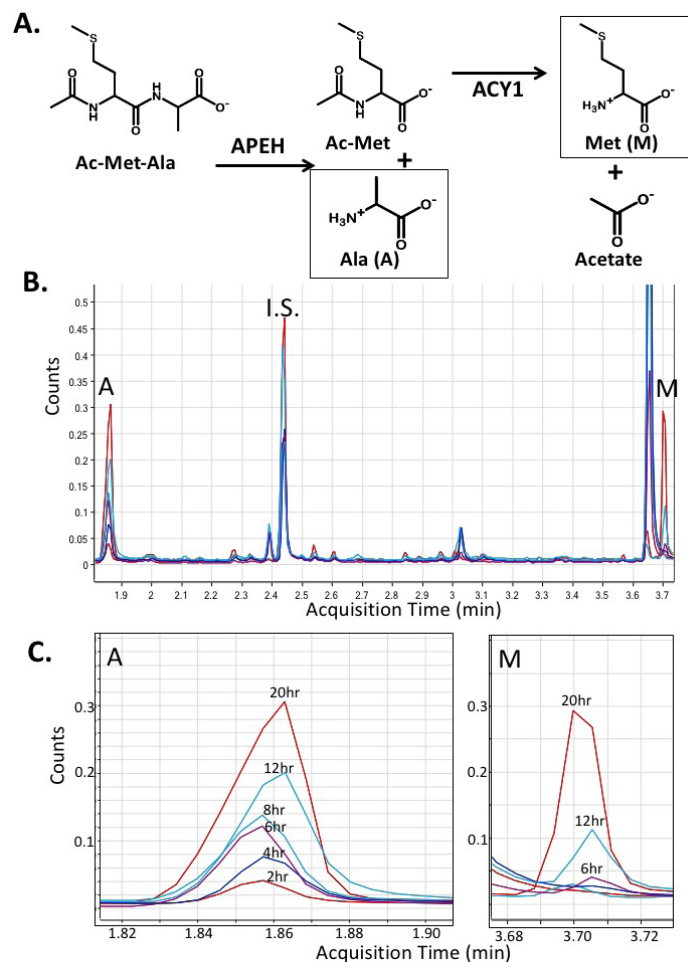 A.
S
O
N
H
H
N
O
O
O-
Ac-Met-Ala
APEH
S
O
N
H
O-
O
Ac-Met
+
H3N+
O-
O
Ala (A)
ACY1
S
H3N+
O-
O
Met (M)
+
O-
O
Acetate
B.
Counts
0.5
0.45
0.4
0.35
0.3
0.25
0.2
0.15
0.1
0.05
0
A
I.S.
M
1.9 2 2.1 2.2 2.3 2.4 2.5 2.6 2.7 2.8 2.9 3 3.1 3.2 3.3 3.4 3.5 3.6 3.7
Acquisition Time (min)
C.
A
Counts
0.3
0.2
0.1
20hr
12hr
8hr
6hr
4hr
2hr
1.82 1.84 1.86 1.88 1.90
M
0.3
0.2
0.1
20hr
12hr
6hr
3.68 3.70 3.72
Acquisition Time (min)